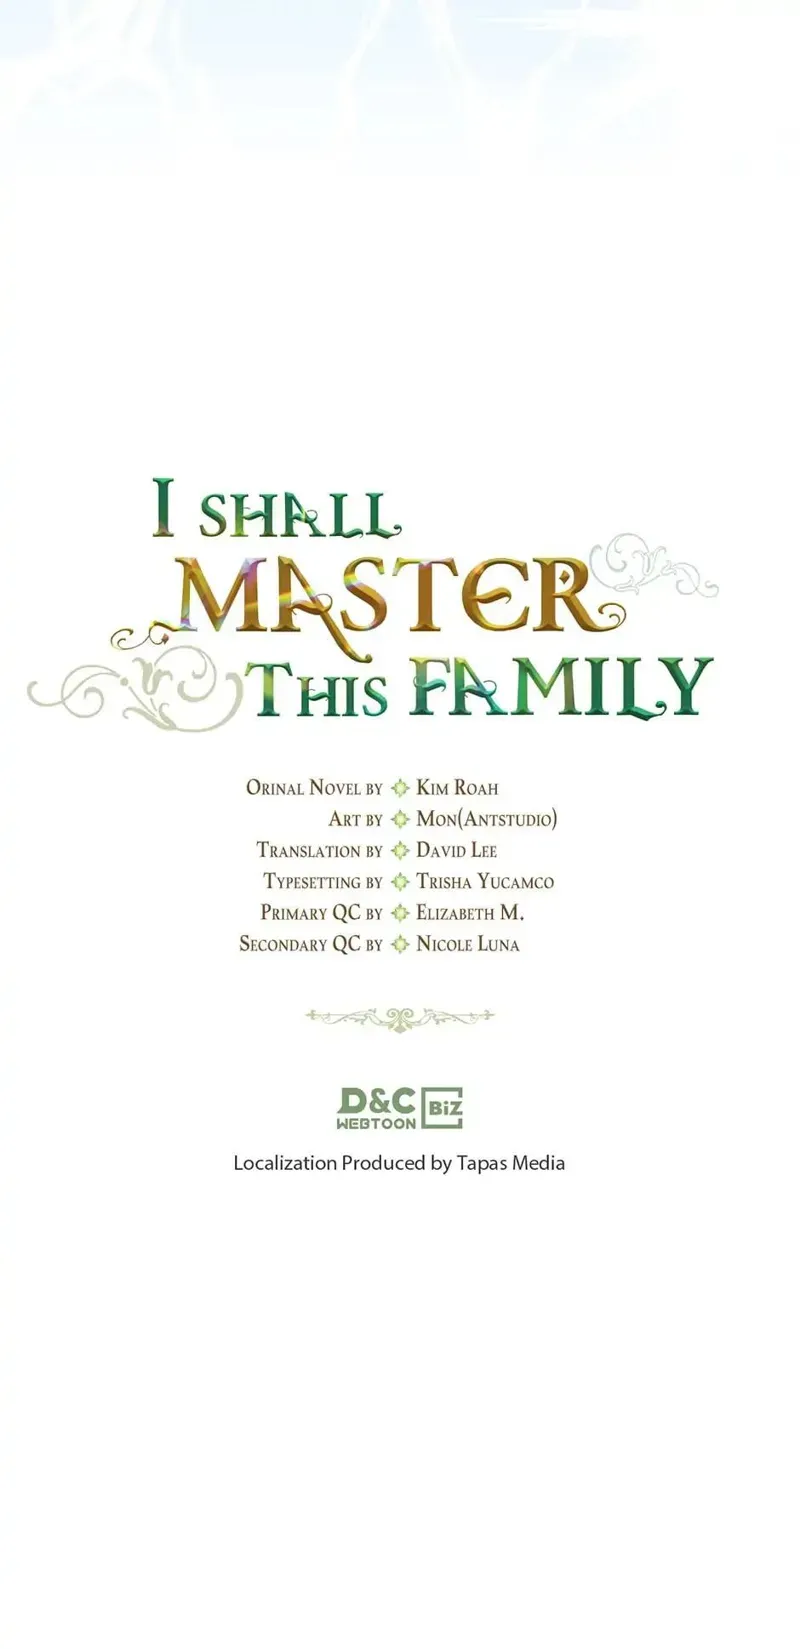 I SHALL
MASTER
THIS FAMILY
ORINAL NOVEL BY KIM ROAH
ART BY MON(ANTSTUDIO)
TRANSLATION BY DAVID LEE
TYPESETTING BY TRISHA YUCAMCO
PRIMARY QC BY ELIZABETH M.
SECONDARY QC BY NICOLE LUNA
D&C BiZ
WEBTOON
Localization Produced by Tapas Media